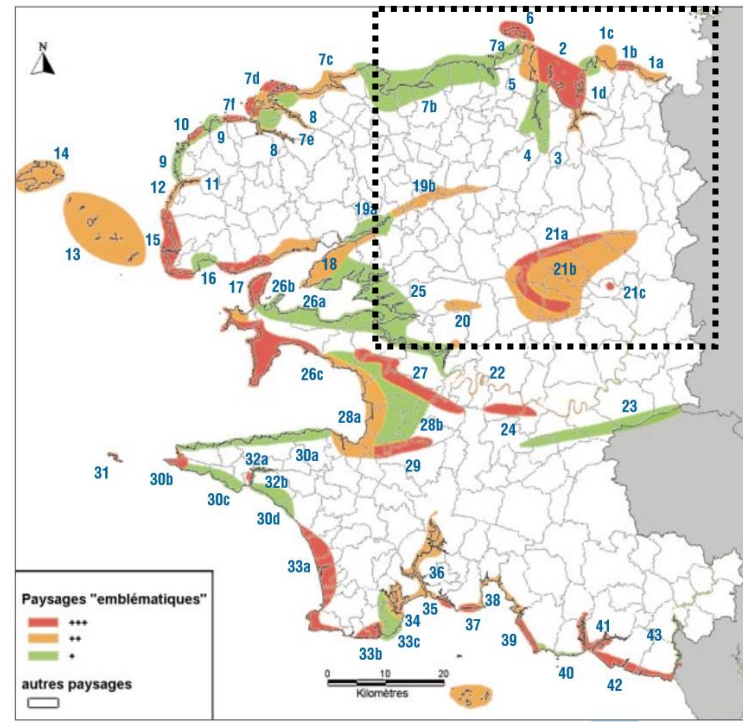 6
1c
N
7a
2
1b
7c
1a
7d
5
1d
7f
7b
8
10
9
7e
8
4
3
14
9
11
19b
12
19a
15
21a
13
18
21b
16
25
21c
17
26b
26a
20
27
22
26c
23
28a
28b
24
30a
29
31
32a
30b
32b
30c
30d
33a
36
Paysages "emblématiques"
+++
38
35
34
37
41
43
++
39
33c
+
33b
40
42
autres paysages
0 10 20
Kilomètres